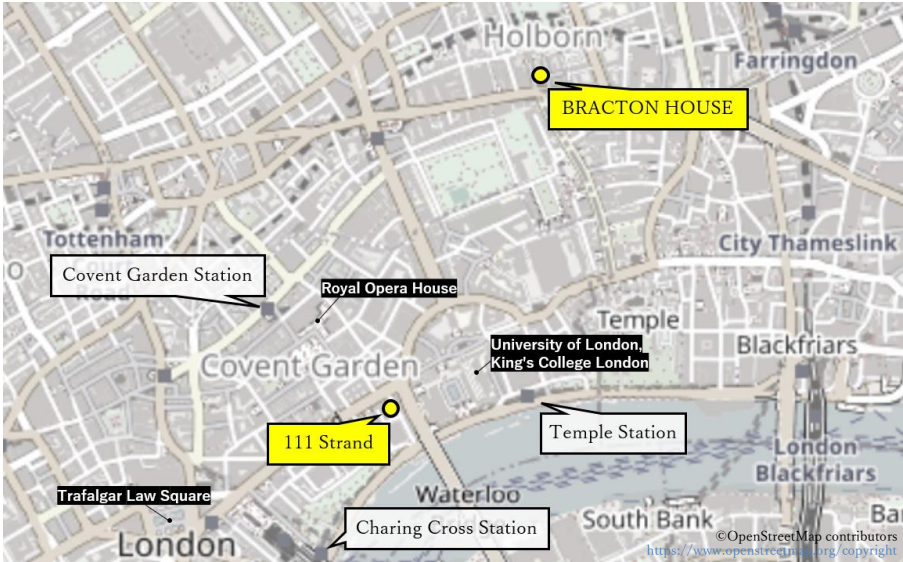 Holborn
Farringdon
BRACTON HOUSE
Tottenham
Road
City Thameslink
Covent Garden Station
Royal Opera House
Temple
University of London,
King's College London
Blackfriars
Covent Garden
111 Strand
Temple Station
London
Blackfriars
Trafalgar Law Square
Waterloo
Charing Cross Station
South Bank
London
©OpenStreetMap contributors
https://www.openstreetmap.org/copyright